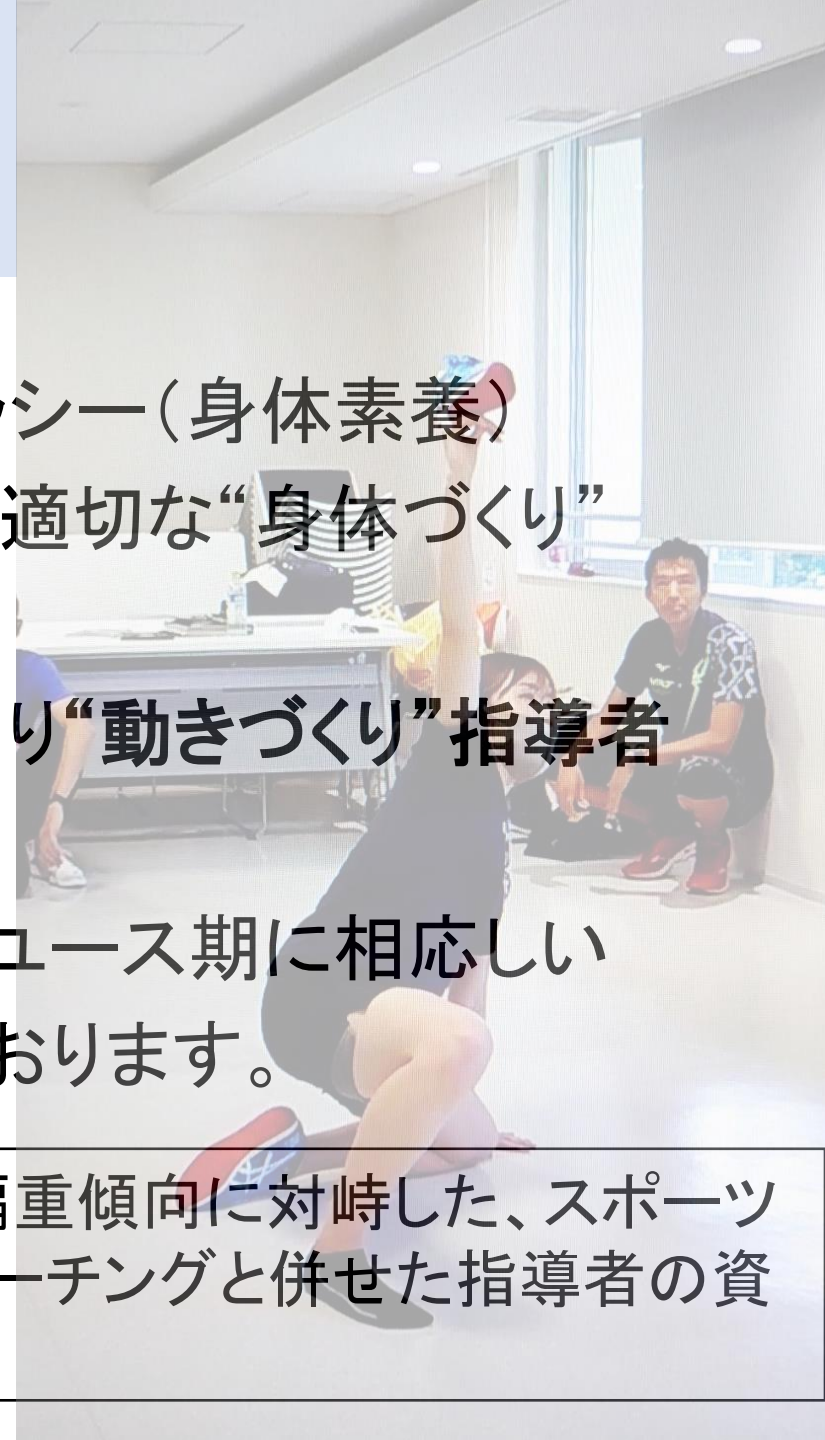 シー（身体素養）
適切な“身体づくり”
り“動きづくり”指導者
ユース期に相応しい
おります。
重傾向に対峙した、スポーツ
ーチングと併せた指導者の資